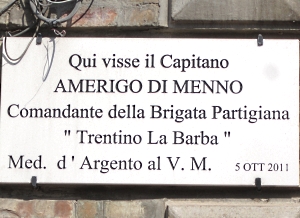 Qui visse il Capitano
AMERIGO DI MENNO
Comandante della Brigata Partigiana
" Trentino La Barba "
Med. d ' Argento al V. M. 5 OTT 2011